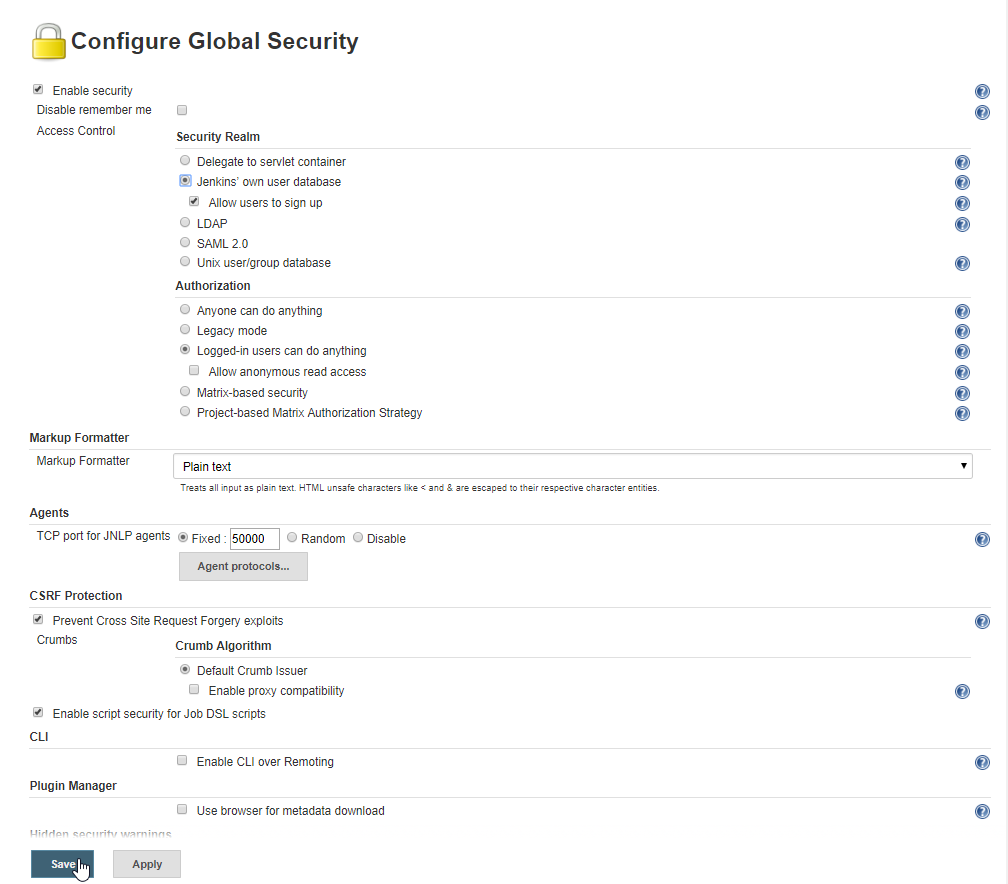 Configure Global Security
Enable security
Disable remember me
Access Control
Security Realm
Delegate to servlet container
Jenkins' own user database
Allow users to sign up
LDAP
SAML 2.0
Unix user/group database
Authorization
Anyone can do anything
Legacy mode
Logged-in users can do anything
Allow anonymous read access
Matrix-based security
Project-based Matrix Authorization Strategy
Markup Formatter
Markup Formatter Plain text
Treats all input as plain text. HTML unsafe characters like < and & are escaped to their respective character entities.
Agents
TCP port for JNLP agents Fixed : 50000 Random Disable
Agent protocols...
CSRF Protection
Prevent Cross Site Request Forgery exploits
Crumbs
Crumb Algorithm
Default Crumb Issuer
Enable proxy compatibility
Enable script security for Job DSL scripts
CLI
Enable CLI over Remoting
Plugin Manager
Use browser for metadata download
Hidden security warnings
Save Apply